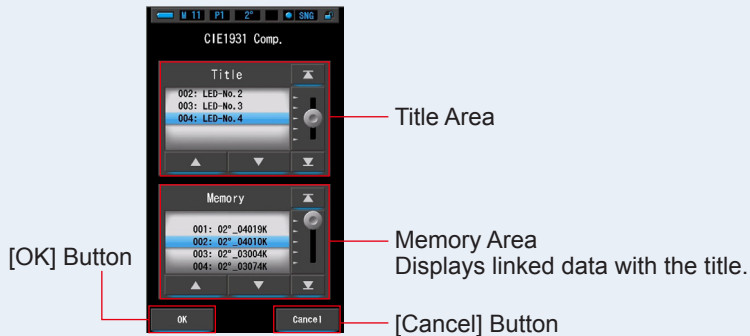 M 11 P1 2° SNG
CIE1931 Comp.
Title
002: LED-No.2
003: LED-No.3
004: LED-No.4
Title Area
Memory
001: 02°_04019K
002: 02°_04010K
003: 02°_03004K
004: 02°_03074K
Memory Area
Displays linked data with the title.
[OK] Button
OK
Cancel
[Cancel] Button